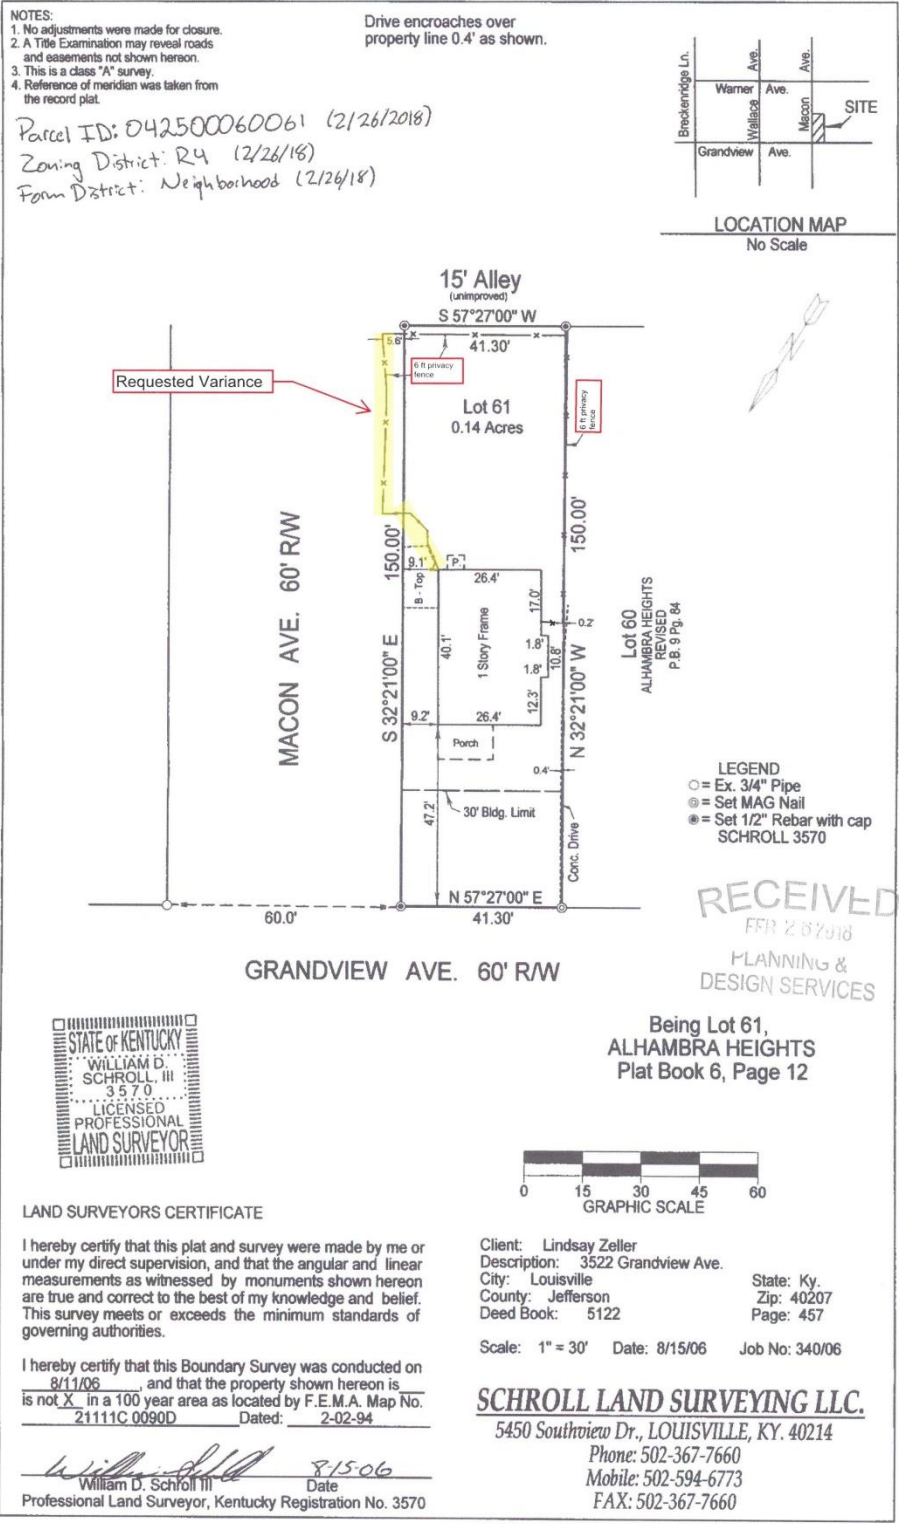 NOTES:
1. No adjustments were made for closure.
2. A Title Examination may reveal roads
and easements not shown hereon.
3. This is a class "A" survey.
4. Reference of meridian was taken from
the record plat.
Drive encroaches over
property line 0.4' as shown.
Parcel ID: 042500060061 (2/26/2018)
Zoning District: R4 (2/26/18)
Form District: Neighborhood (2/26/18)
Breckenridge Ln.
Ave.
Ave.
Warner Ave.
Wallace
Macon
SITE
Grandview Ave.
LOCATION MAP
No Scale
15' Alley
(unimproved)
S 57°27'00" W
5.6'
41.30'
6 ft privacy
fence
Requested Variance
Lot 61
0.14 Acres
6 ft privacy
fence
MACON AVE. 60' R/W
150.00'
S 32°21'00" E
150.00'
N 32°21'00" W
9.1'
P.
26.4'
B - Top
17.0'
0.2'
40.1'
1 Story Frame
1.8'
10.8'
1.8'
12.3'
9.2'
26.4'
Porch
0.4'
Lot 60
ALHAMBRA HEIGHTS
REVISED
P.B. 9 Pg. 84
47.2'
30' Bldg. Limit
Conc. Drive
LEGEND
= Ex. 3/4" Pipe
= Set MAG Nail
= Set 1/2" Rebar with cap
SCHROLL 3570
N 57°27'00" E
60.0'
41.30'
RECEIVED
FEB 26 2018
PLANNING &
DESIGN SERVICES
GRANDVIEW AVE. 60' R/W
STATE OF KENTUCKY
WILLIAM D.
SCHROLL, III
3570
LICENSED
PROFESSIONAL
LAND SURVEYOR
Being Lot 61,
ALHAMBRA HEIGHTS
Plat Book 6, Page 12
0 15 30 45 60
GRAPHIC SCALE
LAND SURVEYORS CERTIFICATE
I hereby certify that this plat and survey were made by me or
under my direct supervision, and that the angular and linear
measurements as witnessed by monuments shown hereon
are true and correct to the best of my knowledge and belief.
This survey meets or exceeds the minimum standards of
governing authorities.
I hereby certify that this Boundary Survey was conducted on
8/11/06, and that the property shown hereon is
is not X in a 100 year area as located by F.E.M.A. Map No.
21111C 0090D Dated: 2-02-94
8-15-06
William D. Schroll III Date
Professional Land Surveyor, Kentucky Registration No. 3570
Client: Lindsay Zeller
Description: 3522 Grandview Ave.
City: Louisville State: Ky.
County: Jefferson Zip: 40207
Deed Book: 5122 Page: 457
Scale: 1" = 30' Date: 8/15/06 Job No: 340/06
SCHROLL LAND SURVEYING LLC.
5450 Southview Dr., LOUISVILLE, KY. 40214
Phone: 502-367-7660
Mobile: 502-594-6773
FAX: 502-367-7660